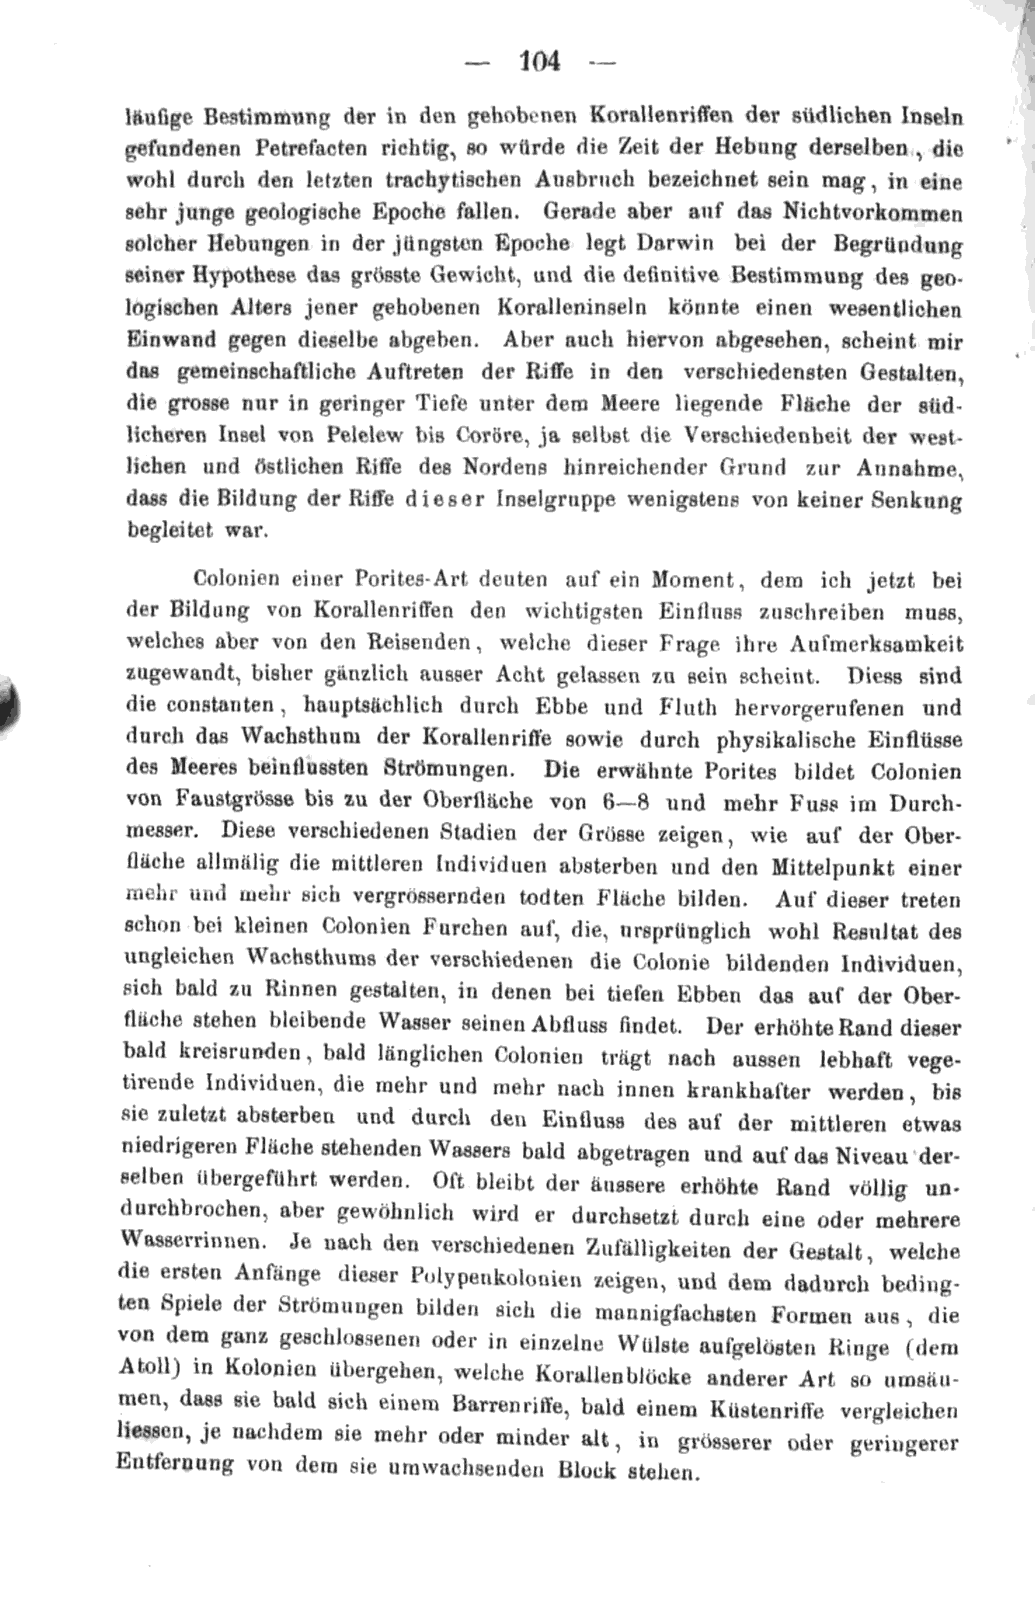 — 104 —
läufige Bestimmung der in den gehobenen Korallenriffen der südlichen Inseln
gefundenen Petrefacten richtig, so würde die Zeit der Hebung derselben, die
wohl durch den letzten trachytischen Ausbruch bezeichnet sein mag, in eine
sehr junge geologische Epoche fallen. Gerade aber auf das Nichtvorkommen
solcher Hebungen in der jüngsten Epoche legt Darwin bei der Begründung
seiner Hypothese das grösste Gewicht, und die definitive Bestimmung des geo-
logischen Alters jener gehobenen Koralleninseln könnte einen wesentlichen
Einwand gegen dieselbe abgeben. Aber auch hiervon abgesehen, scheint mir
das gemeinschaftliche Auftreten der Riffe in den verschiedensten Gestalten,
die grosse nur in geringer Tiefe unter dem Meere liegende Fläche der süd-
licheren Insel von Pelelew bis Coröre, ja selbst die Verschiedenheit der west-
lichen und östlichen Riffe des Nordens hinreichender Grund zur Annahme,
dass die Bildung der Riffe dieser Inselgruppe wenigstens von keiner Senkung
begleitet war.
Colonien einer Porites-Art deuten auf ein Moment, dem ich jetzt bei
der Bildung von Korallenriffen den wichtigsten Einfluss zuschreiben muss,
welches aber von den Reisenden, welche dieser Frage ihre Aufmerksamkeit
zugewandt, bisher gänzlich ausser Acht gelassen zu sein scheint. Diess sind
die constanten, hauptsächlich durch Ebbe und Fluth hervorgerufenen und
durch das Wachsthum der Korallenriffe sowie durch physikalische Einflüsse
des Meeres beinflussten Strömungen. Die erwähnte Porites bildet Colonien
von Faustgrösse bis zu der Oberfläche von 6—8 und mehr Fuss im Durch-
messer. Diese verschiedenen Stadien der Grösse zeigen, wie auf der Ober-
fläche allmälig die mittleren Individuen absterben und den Mittelpunkt einer
mehr und mehr sich vergrössernden todten Fläche bilden. Auf dieser treten
schon bei kleinen Colonien Furchen auf, die, ursprünglich wohl Resultat des
ungleichen Wachsthums der verschiedenen die Colonie bildenden Individuen,
sich bald zu Rinnen gestalten, in denen bei tiefen Ebben das auf der Ober-
fläche stehen bleibende Wasser seinen Abfluss findet. Der erhöhte Rand dieser
bald kreisrunden, bald länglichen Colonien trägt nach aussen lebhaft vege-
tirende Individuen, die mehr und mehr nach innen krankhafter werden, bis
sie zuletzt absterben und durch den Einfluss des auf der mittleren etwas
niedrigeren Fläche stehenden Wassers bald abgetragen und auf das Niveau der-
selben übergeführt werden. Oft bleibt der äussere erhöhte Rand völlig un-
durchbrochen, aber gewöhnlich wird er durchsetzt durch eine oder mehrere
Wasserrinnen. Je nach den verschiedenen Zufälligkeiten der Gestalt, welche
die ersten Anfänge dieser Polypenkolonien zeigen, und dem dadurch beding-
ten Spiele der Strömungen bilden sich die mannigfachsten Formen aus, die
von dem ganz geschlossenen oder in einzelne Wülste aufgelösten Ringe (dem
Atoll) in Kolonien übergehen, welche Korallenblöcke anderer Art so umsäu-
men, dass sie bald sich einem Barrenriffe, bald einem Küstenriffe vergleichen
liessen, je nachdem sie mehr oder minder alt, in grösserer oder geringerer
Entfernung von dem sie umwachsenden Block stehen.